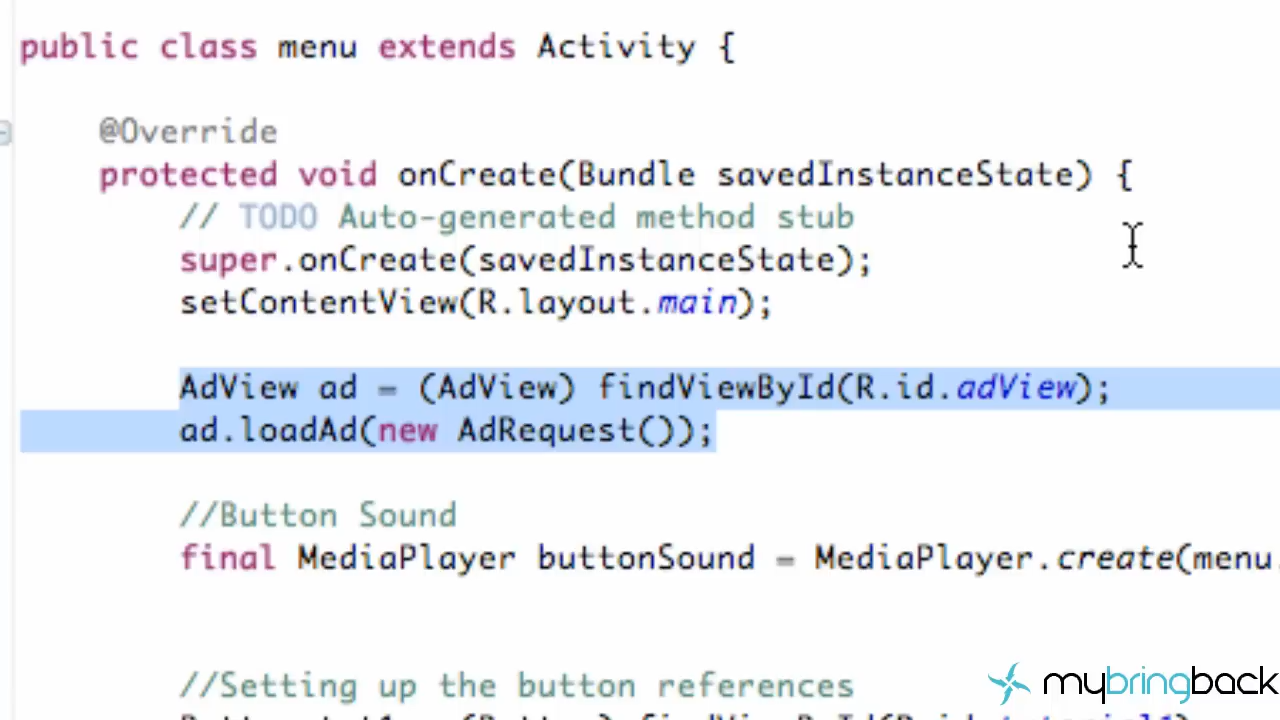 public class menu extends Activity {
@Override
protected void onCreate(Bundle savedInstanceState) {
// TODO Auto-generated method stub
super.onCreate(savedInstanceState);
setContentView(R.layout.main);
AdView ad = (AdView) findViewById(R.id.adView);
ad.loadAd(new AdRequest());
//Button Sound
final MediaPlayer buttonSound = MediaPlayer.create(menu.
//Setting up the button references
mybringback